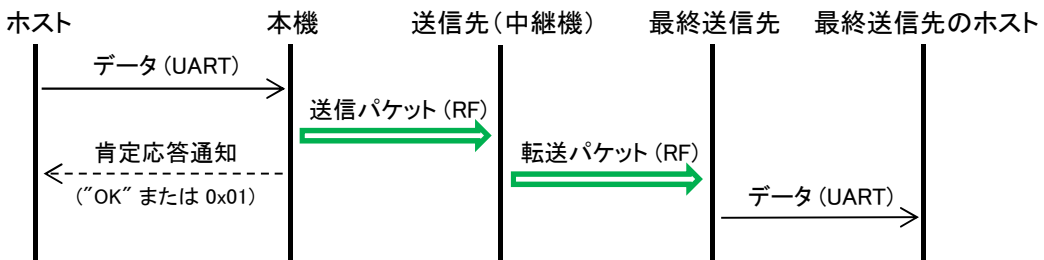 ホスト
本機
送信先(中継機)
最終送信先
最終送信先のホスト
データ (UART)
送信パケット (RF)
肯定応答通知
("OK" または 0x01)
転送パケット (RF)
データ (UART)